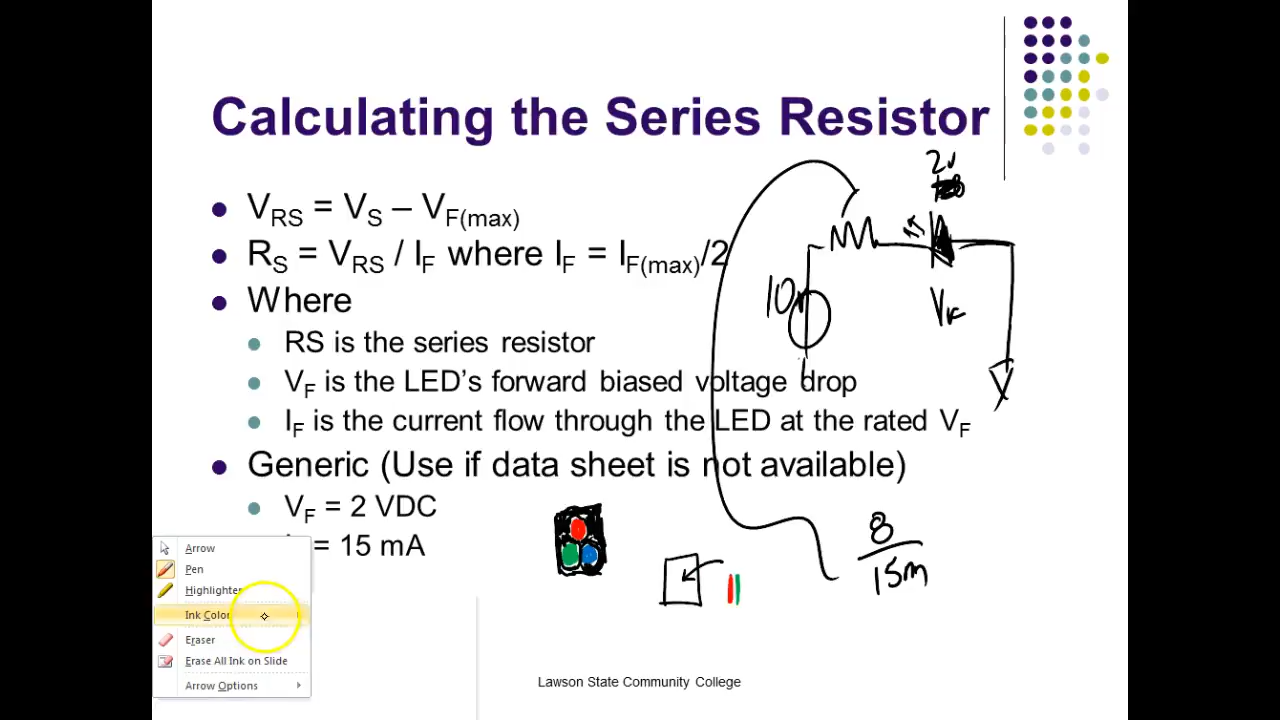 Calculating the Series Resistor
2v
V_RS = V_S – V_F(max)
R_S = V_RS / I_F where I_F = I_F(max)/2
Where
10v
V_F
RS is the series resistor
V_F is the LED's forward biased voltage drop
I_F is the current flow through the LED at the rated V_F
Generic (Use if data sheet is not available)
V_F = 2 VDC
= 15 mA
8
15m
Arrow
Pen
Highlighter
Ink Color
Eraser
Erase All Ink on Slide
Arrow Options
Lawson State Community College